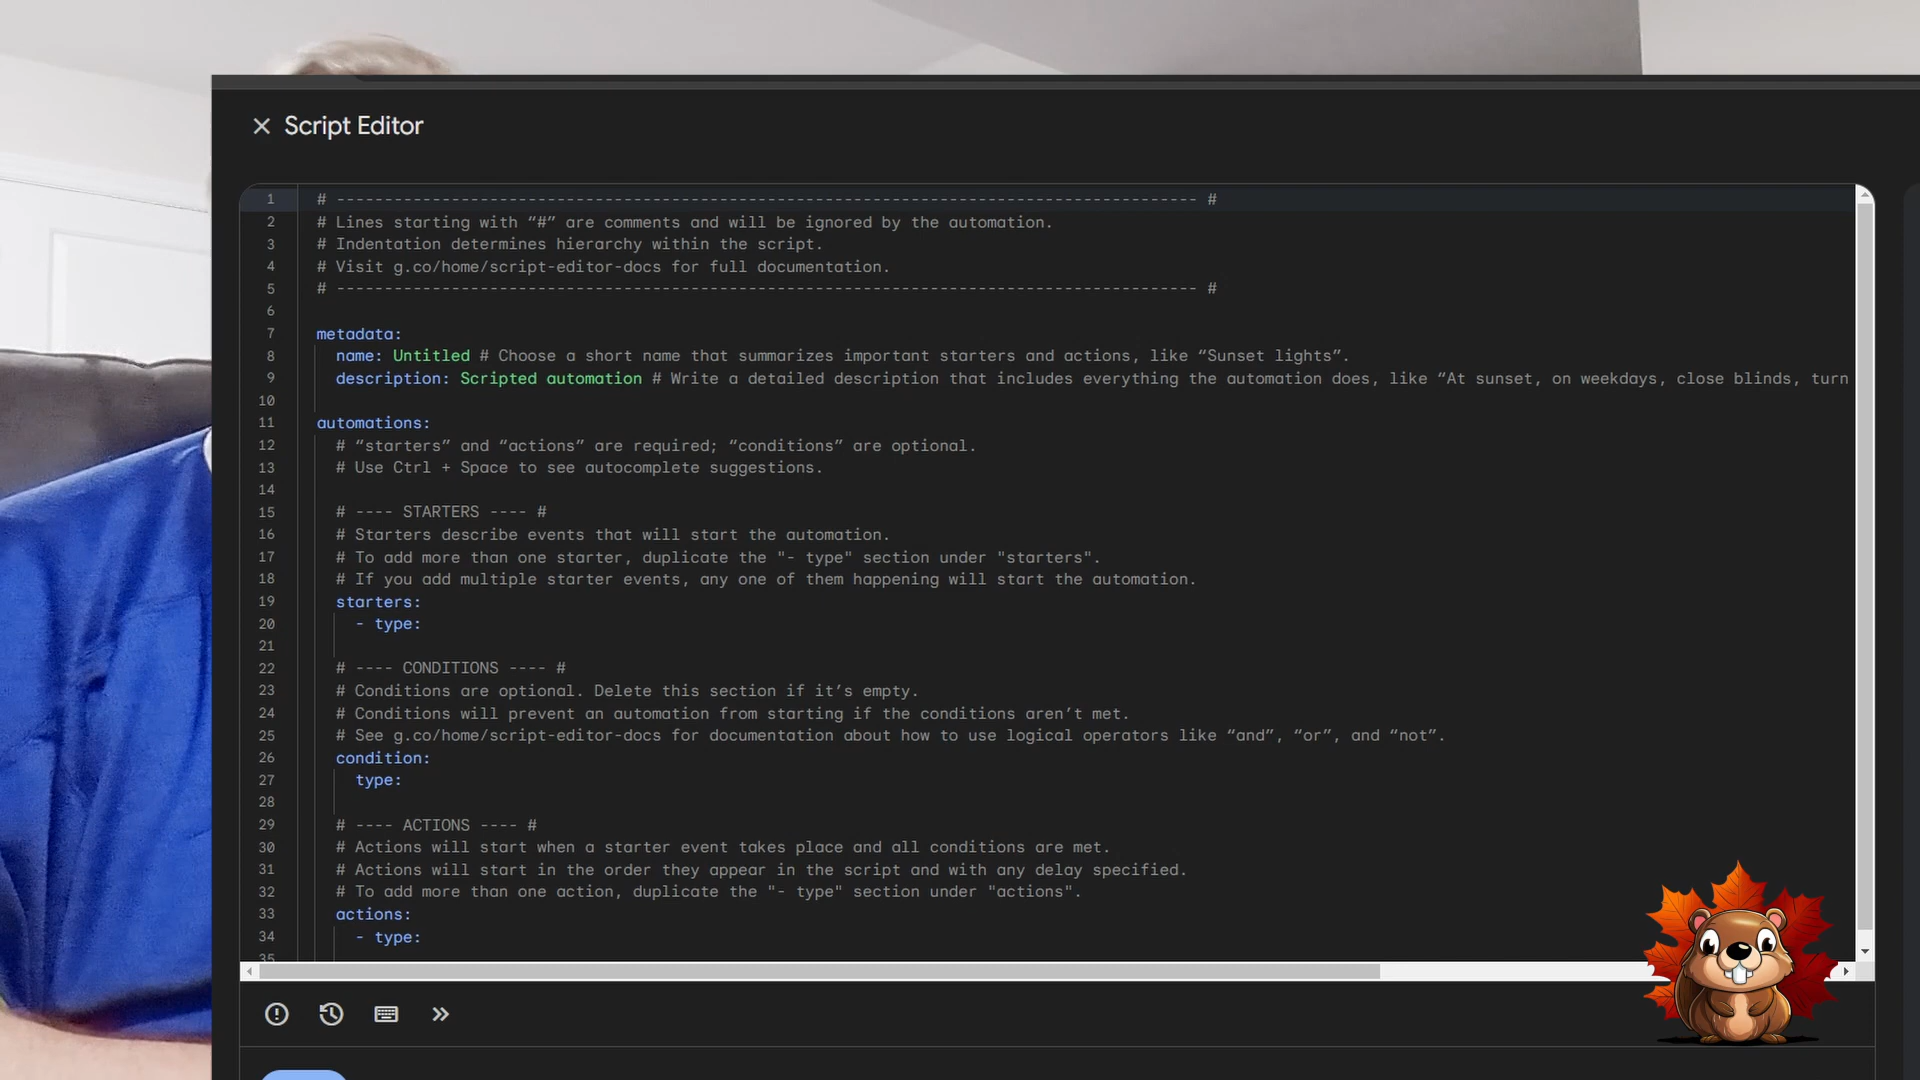 Script Editor
1 # ------------------------------------------------------------------------------------------ #
2 # Lines starting with “#” are comments and will be ignored by the automation.
3 # Indentation determines hierarchy within the script.
4 # Visit g.co/home/script-editor-docs for full documentation.
5 # ------------------------------------------------------------------------------------------ #
6
7 metadata:
8 name: Untitled # Choose a short name that summarizes important starters and actions, like “Sunset lights”.
9 description: Scripted automation # Write a detailed description that includes everything the automation does, like “At sunset, on weekdays, close blinds, turn
10
11 automations:
12 # “starters” and “actions” are required; “conditions” are optional.
13 # Use Ctrl + Space to see autocomplete suggestions.
14
15 # ---- STARTERS ---- #
16 # Starters describe events that will start the automation.
17 # To add more than one starter, duplicate the "- type" section under "starters".
18 # If you add multiple starter events, any one of them happening will start the automation.
19 starters:
20 - type:
21
22 # ---- CONDITIONS ---- #
23 # Conditions are optional. Delete this section if it’s empty.
24 # Conditions will prevent an automation from starting if the conditions aren’t met.
25 # See g.co/home/script-editor-docs for documentation about how to use logical operators like “and”, “or”, and “not”.
26 condition:
27 type:
28
29 # ---- ACTIONS ---- #
30 # Actions will start when a starter event takes place and all conditions are met.
31 # Actions will start in the order they appear in the script and with any delay specified.
32 # To add more than one action, duplicate the "- type" section under "actions".
33 actions:
34 - type:
35